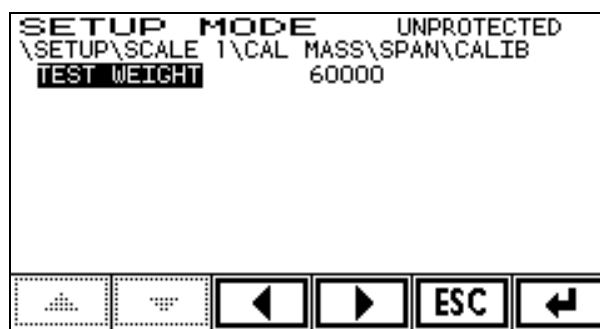 SETUP MODE UNPROTECTED
\SETUP\SCALE 1\CAL MASS\SPAN\CALIB
TEST WEIGHT 60000
ESC